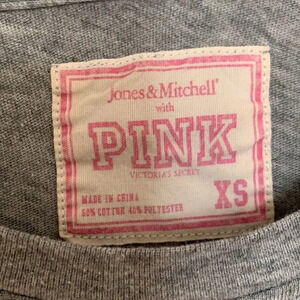 Jones & Mitchell®
with
PINK
VICTORIA'S SECRET
MADE IN CHINA
60% COTTON 40% POLYESTER
XS